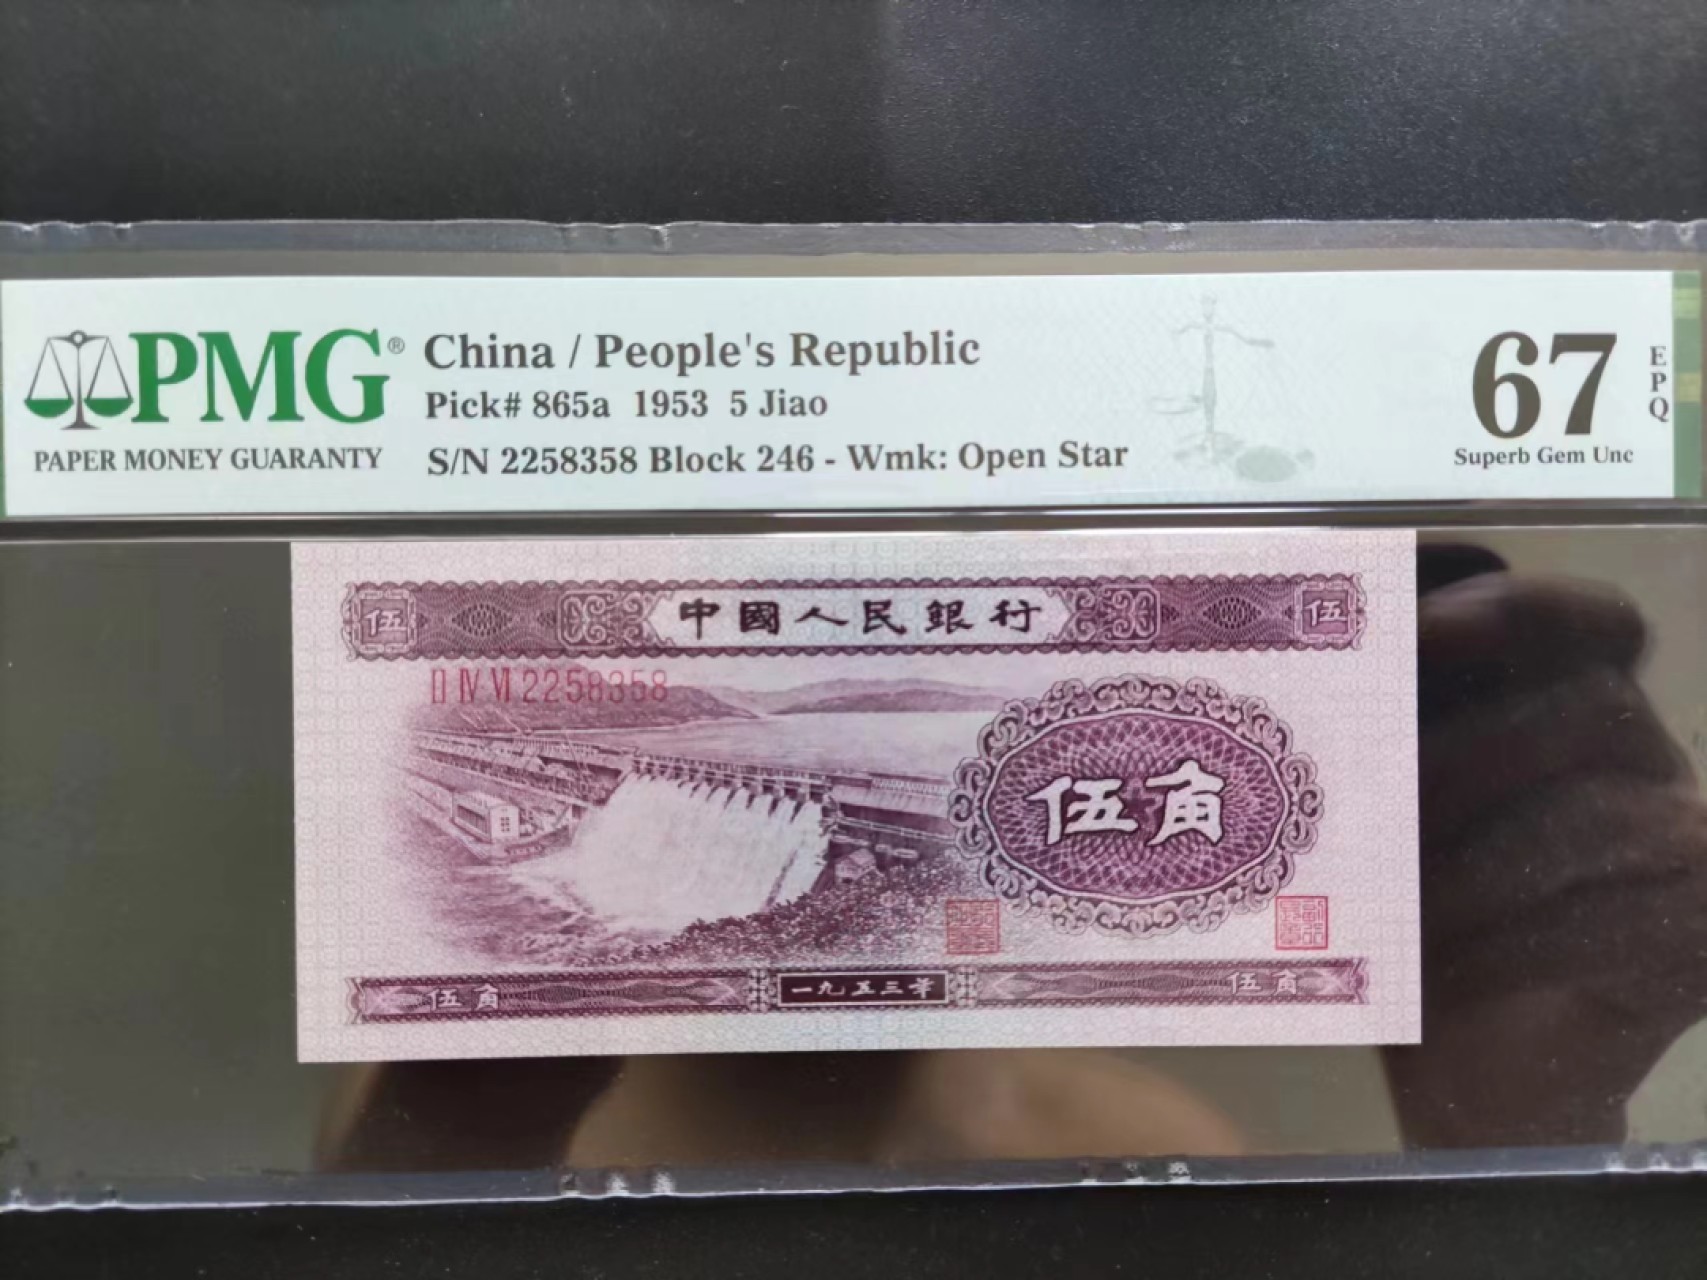 PMG®
PAPER MONEY GUARANTY
China / People's Republic
Pick# 865a 1953 5 Jiao
S/N 2258358 Block 246 - Wmk: Open Star
67
EPQ
Superb Gem Unc
伍 中國人民銀行 伍
II IV VI 2258358
伍角
伍角 一九五三年 伍角